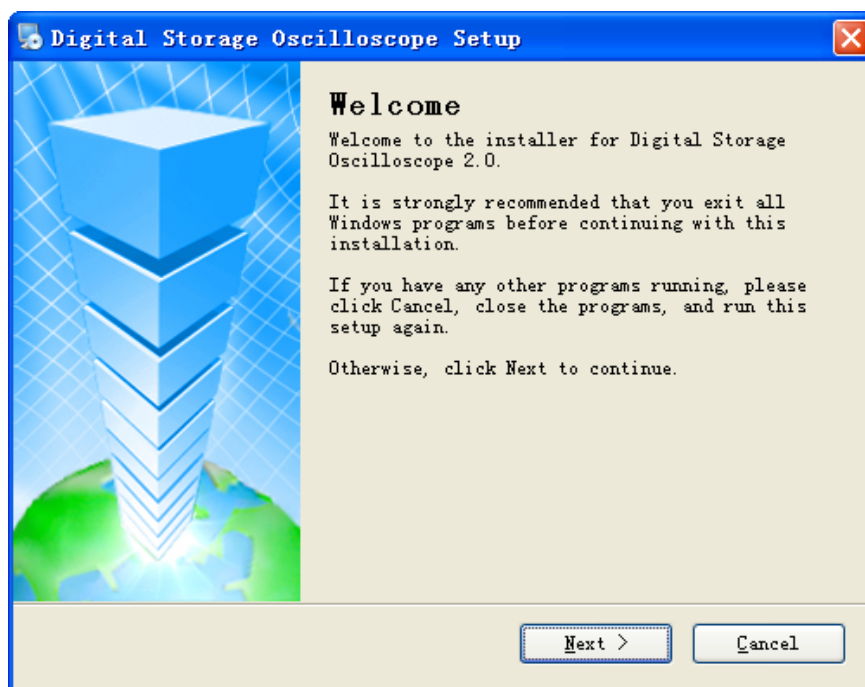 Digital Storage Oscilloscope Setup
Welcome
Welcome to the installer for Digital Storage
Oscilloscope 2.0.
It is strongly recommended that you exit all
Windows programs before continuing with this
installation.
If you have any other programs running, please
click Cancel, close the programs, and run this
setup again.
Otherwise, click Next to continue.
Next >
Cancel